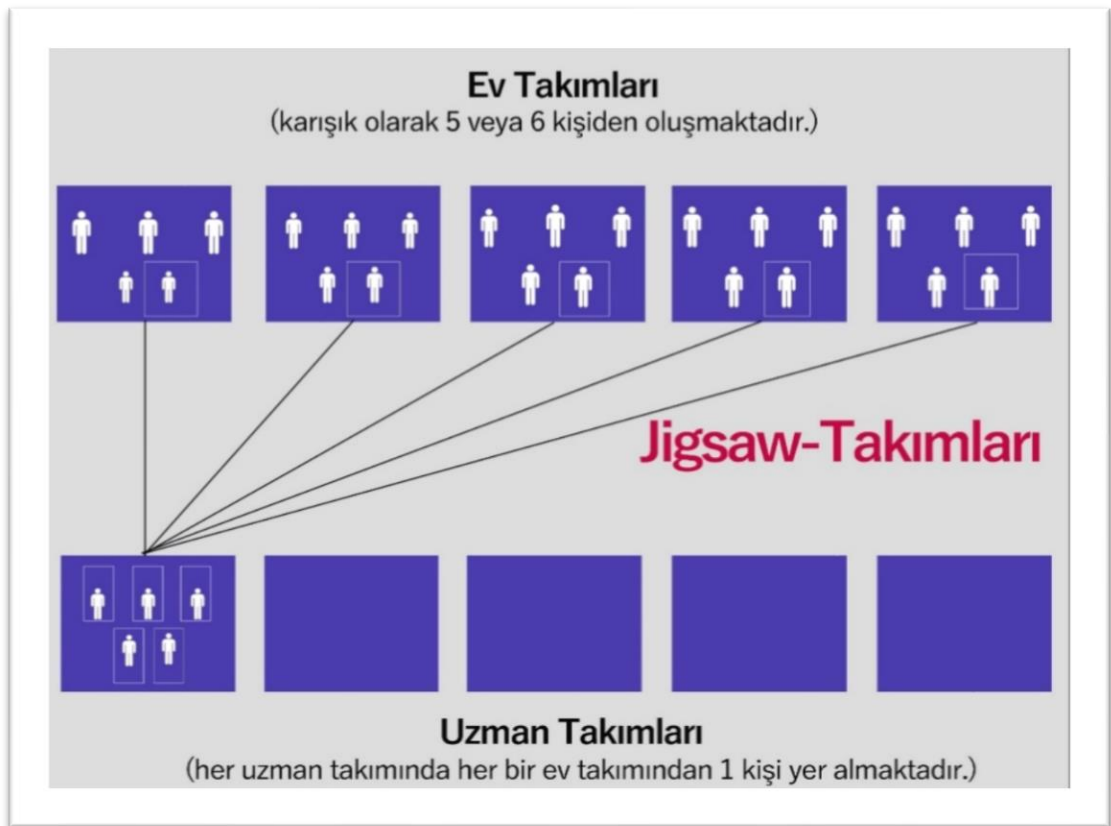 Ev Takımları
(karışık olarak 5 veya 6 kişiden oluşmaktadır.)
Jigsaw-Takımları
Uzman Takımları
(her uzman takımında her bir ev takımından 1 kişi yer almaktadır.)